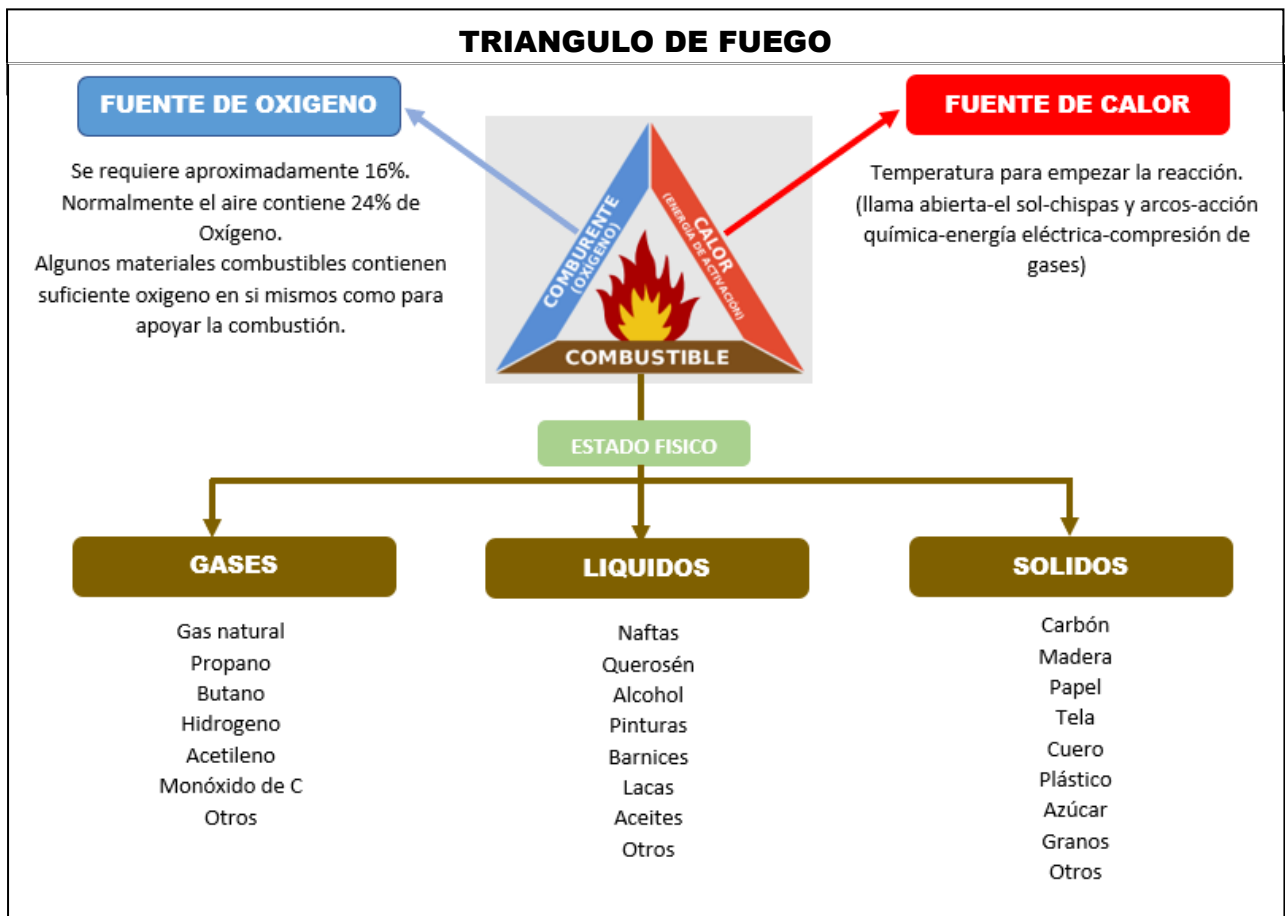 TRIANGULO DE FUEGO
FUENTE DE OXIGENO
Se requiere aproximadamente 16%.
Normalmente el aire contiene 24% de
Oxígeno.
Algunos materiales combustibles contienen
suficiente oxigeno en si mismos como para
apoyar la combustión.
COMBURENTE
(OXÍGENO)
CALOR
(ENERGÍA DE ACTIVACIÓN)
COMBUSTIBLE
FUENTE DE CALOR
Temperatura para empezar la reacción.
(llama abierta-el sol-chispas y arcos-acción
química-energía eléctrica-compresión de
gases)
ESTADO FISICO
GASES
Gas natural
Propano
Butano
Hidrogeno
Acetileno
Monóxido de C
Otros
LIQUIDOS
Naftas
Querosén
Alcohol
Pinturas
Barnices
Lacas
Aceites
Otros
SOLIDOS
Carbón
Madera
Papel
Tela
Cuero
Plástico
Azúcar
Granos
Otros